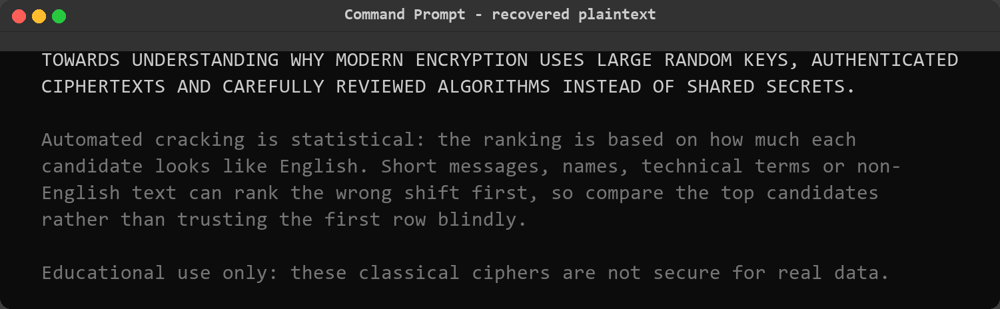 Command Prompt - recovered plaintext
TOWARDS UNDERSTANDING WHY MODERN ENCRYPTION USES LARGE RANDOM KEYS, AUTHENTICATED
CIPHERTEXTS AND CAREFULLY REVIEWED ALGORITHMS INSTEAD OF SHARED SECRETS.
Automated cracking is statistical: the ranking is based on how much each
candidate looks like English. Short messages, names, technical terms or non-
English text can rank the wrong shift first, so compare the top candidates
rather than trusting the first row blindly.
Educational use only: these classical ciphers are not secure for real data.